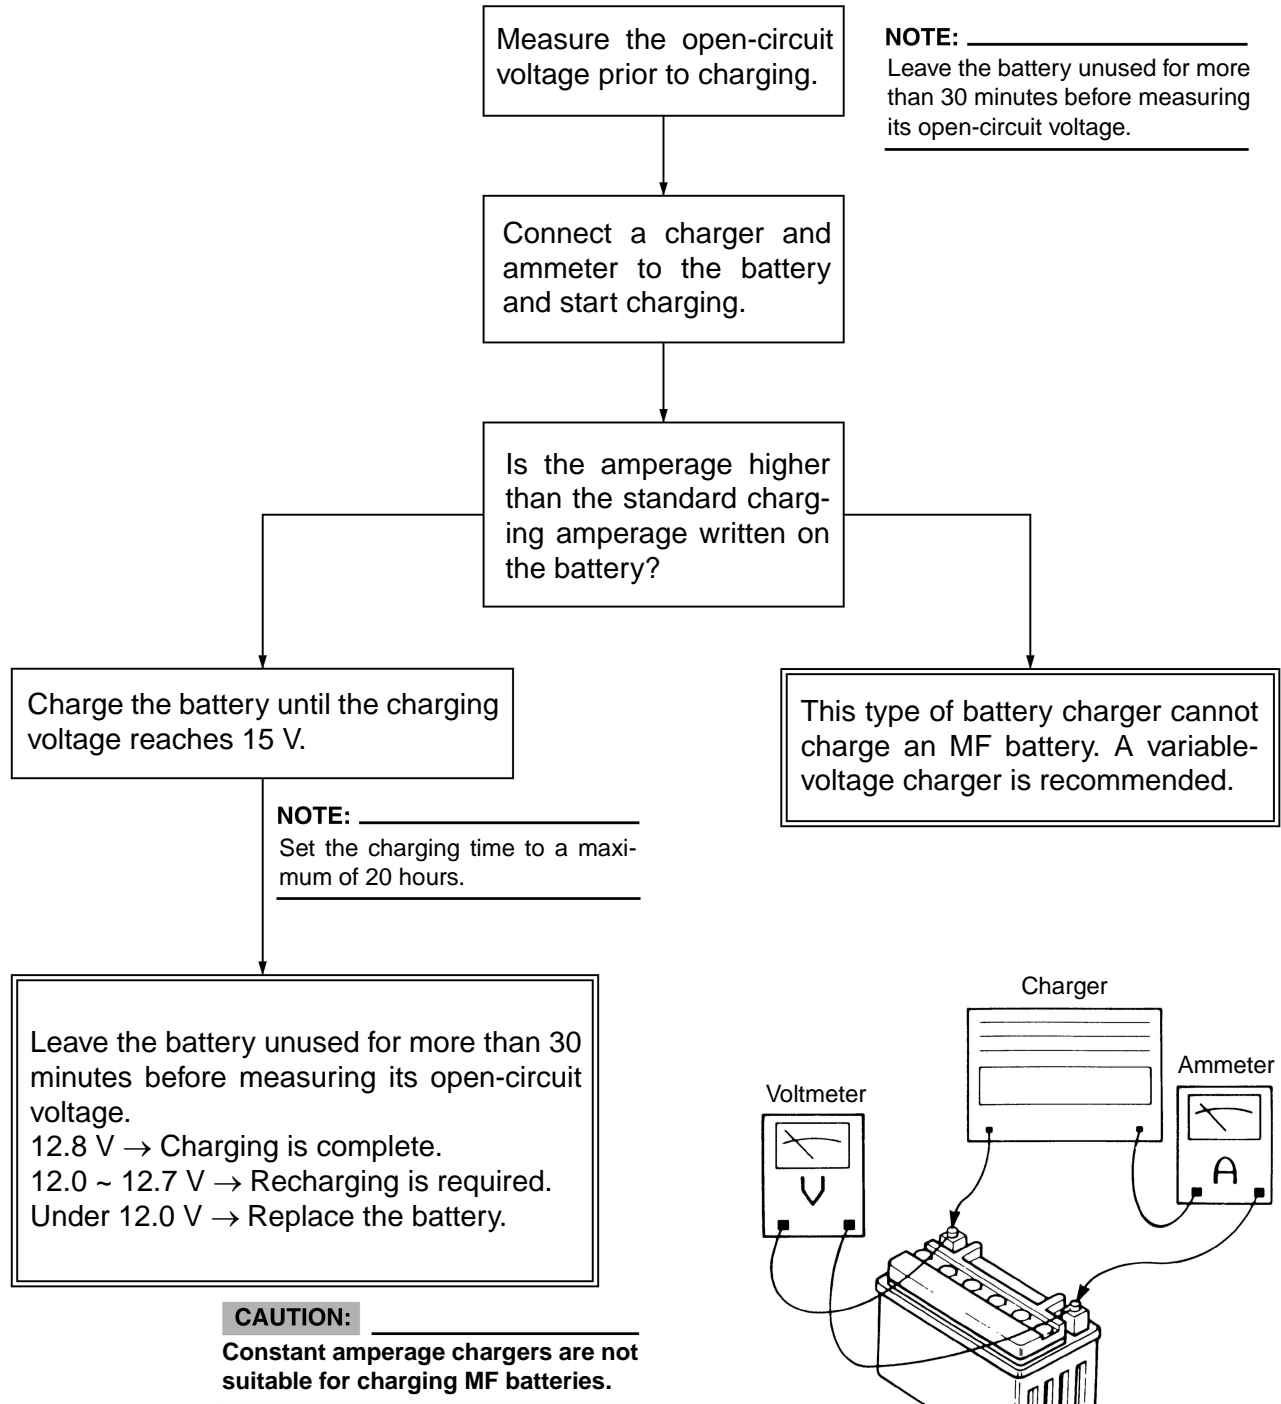 Measure the open-circuit
voltage prior to charging.
NOTE:
Leave the battery unused for more
than 30 minutes before measuring
its open-circuit voltage.
Connect a charger and
ammeter to the battery
and start charging.
Is the amperage higher
than the standard charg-
ing amperage written on
the battery?
Charge the battery until the charging
voltage reaches 15 V.
This type of battery charger cannot
charge an MF battery. A variable-
voltage charger is recommended.
NOTE:
Set the charging time to a maxi-
mum of 20 hours.
Leave the battery unused for more than 30
minutes before measuring its open-circuit
voltage.
12.8 V → Charging is complete.
12.0 ~ 12.7 V → Recharging is required.
Under 12.0 V → Replace the battery.
Charger
Ammeter
Voltmeter
V
A
CAUTION:
Constant amperage chargers are not
suitable for charging MF batteries.